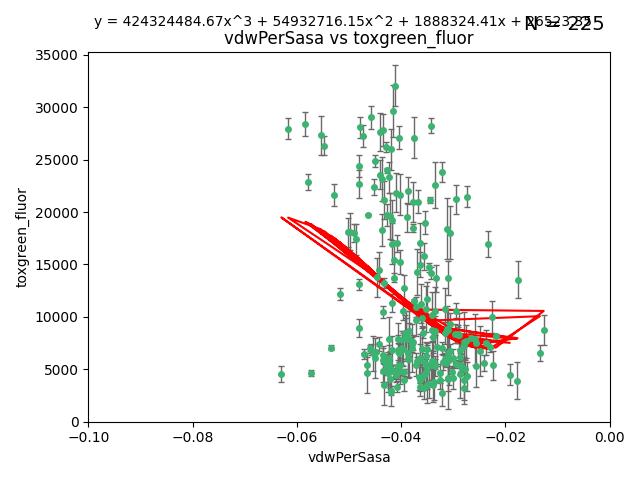 y = 424324484.67x^3 + 54932716.15x^2 + 1888324.41x +
N = 225
vdwPerSasa vs toxgreen_fluor
35000
30000
25000
20000
15000
10000
5000
0
toxgreen_fluor
−0.10
−0.08
−0.06
−0.04
−0.02
0.00
vdwPerSasa